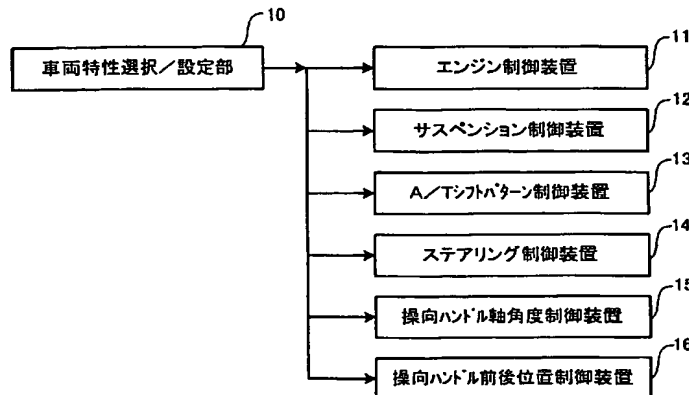 10
車両特性選択／設定部
11
エンジン制御装置
12
サスペンション制御装置
13
A／Tシフトパターン制御装置
14
ステアリング制御装置
15
操向ハンドル軸角度制御装置
16
操向ハンドル前後位置制御装置